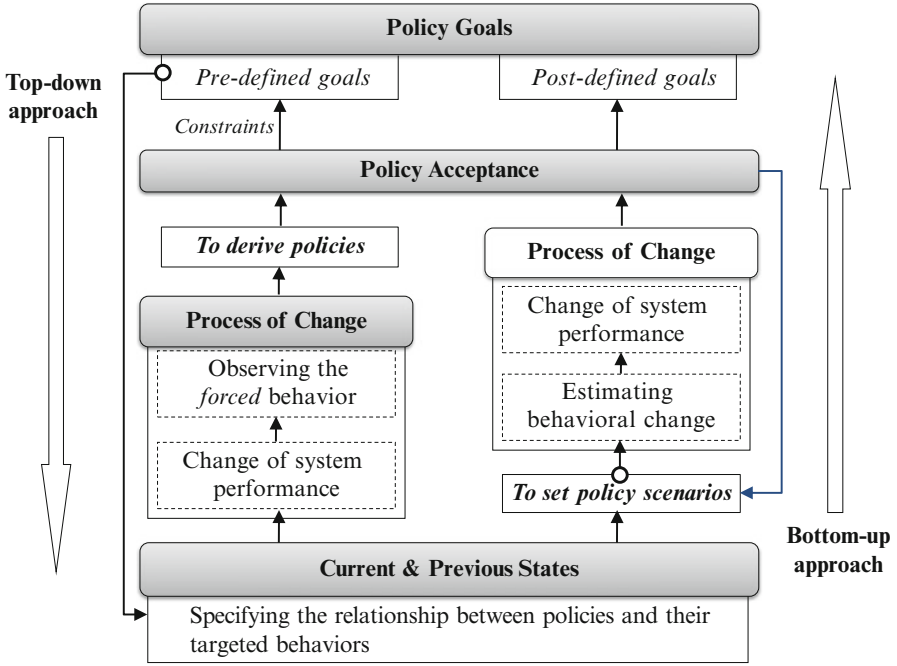 Policy Goals
Top-down
approach
Pre-defined goals
Post-defined goals
Constraints
Policy Acceptance
To derive policies
Process of Change
Process of Change
Change of system
performance
Observing the
forced behavior
Estimating
behavioral change
Change of system
performance
To set policy scenarios
Bottom-up
approach
Current & Previous States
Specifying the relationship between policies and their
targeted behaviors